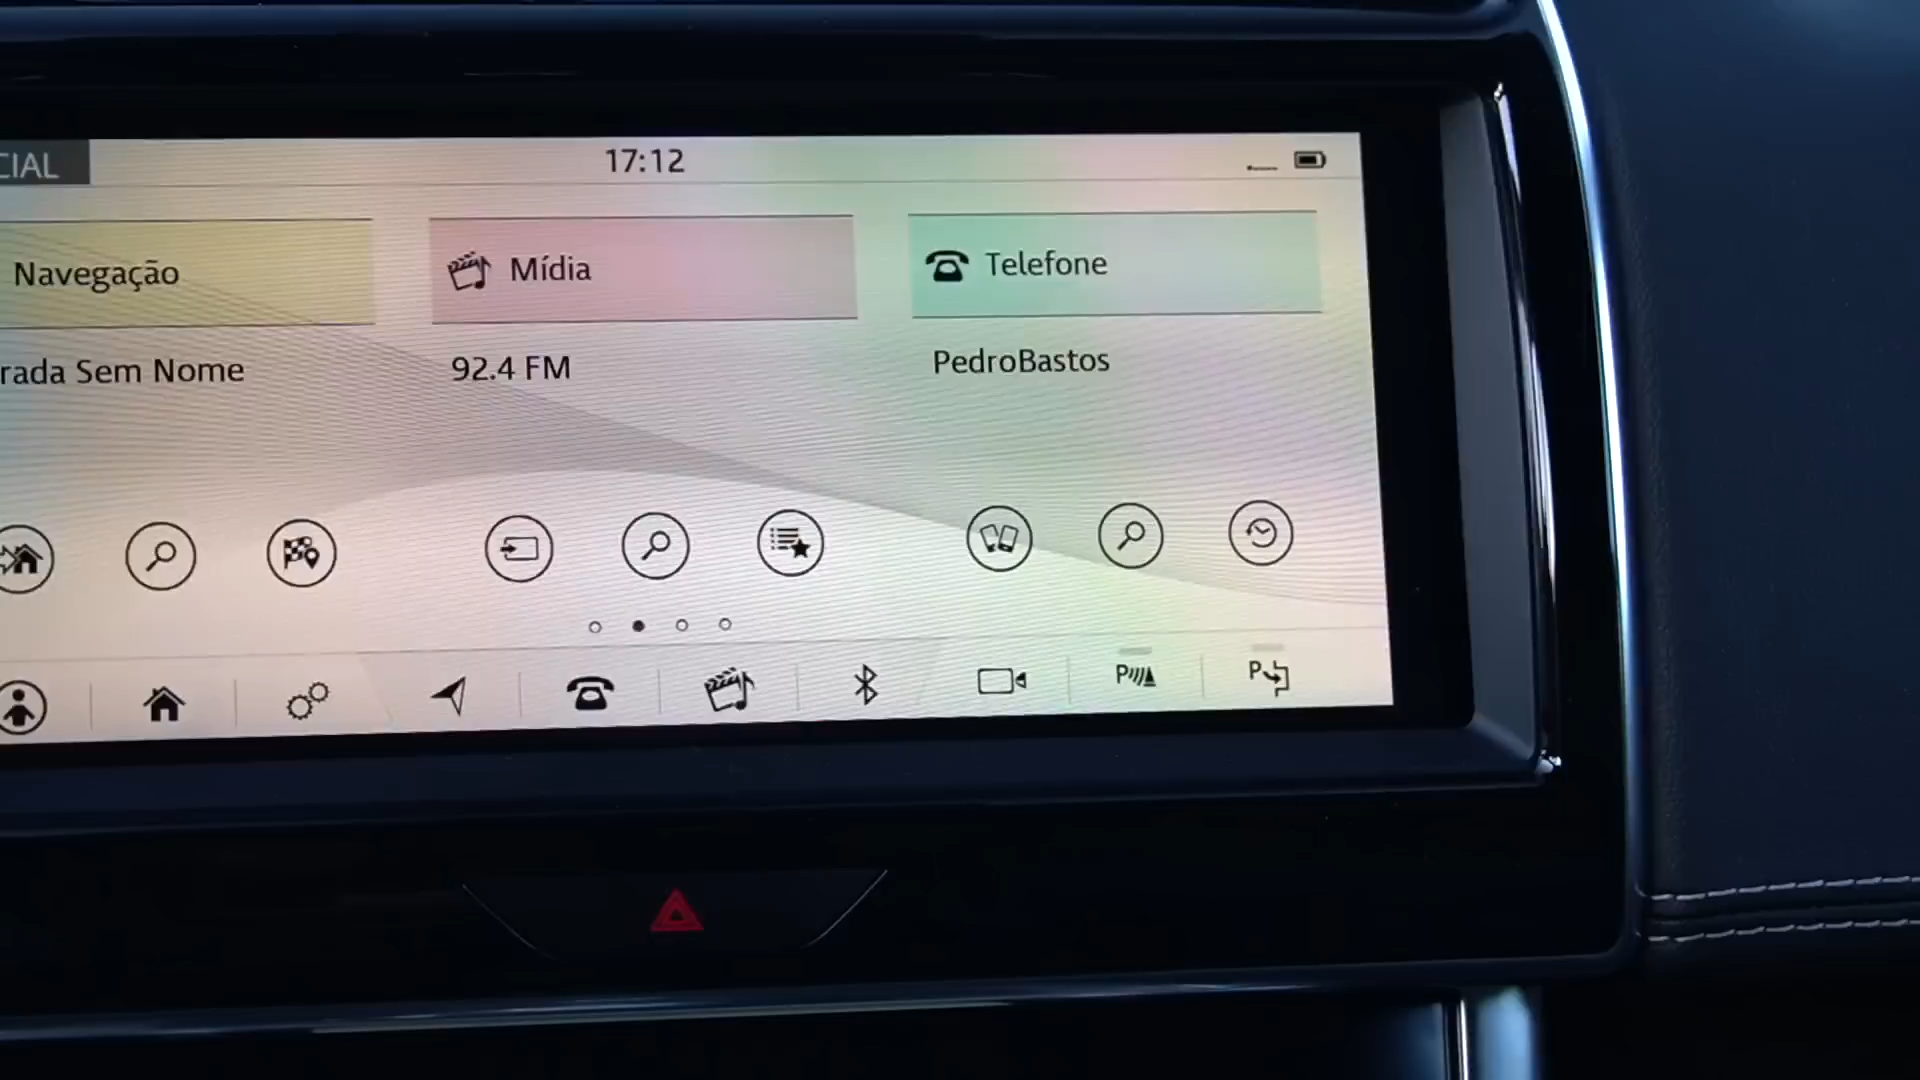 CIAL
17:12
Navegação
Mídia
Telefone
rada Sem Nome
92.4 FM
PedroBastos
P
P